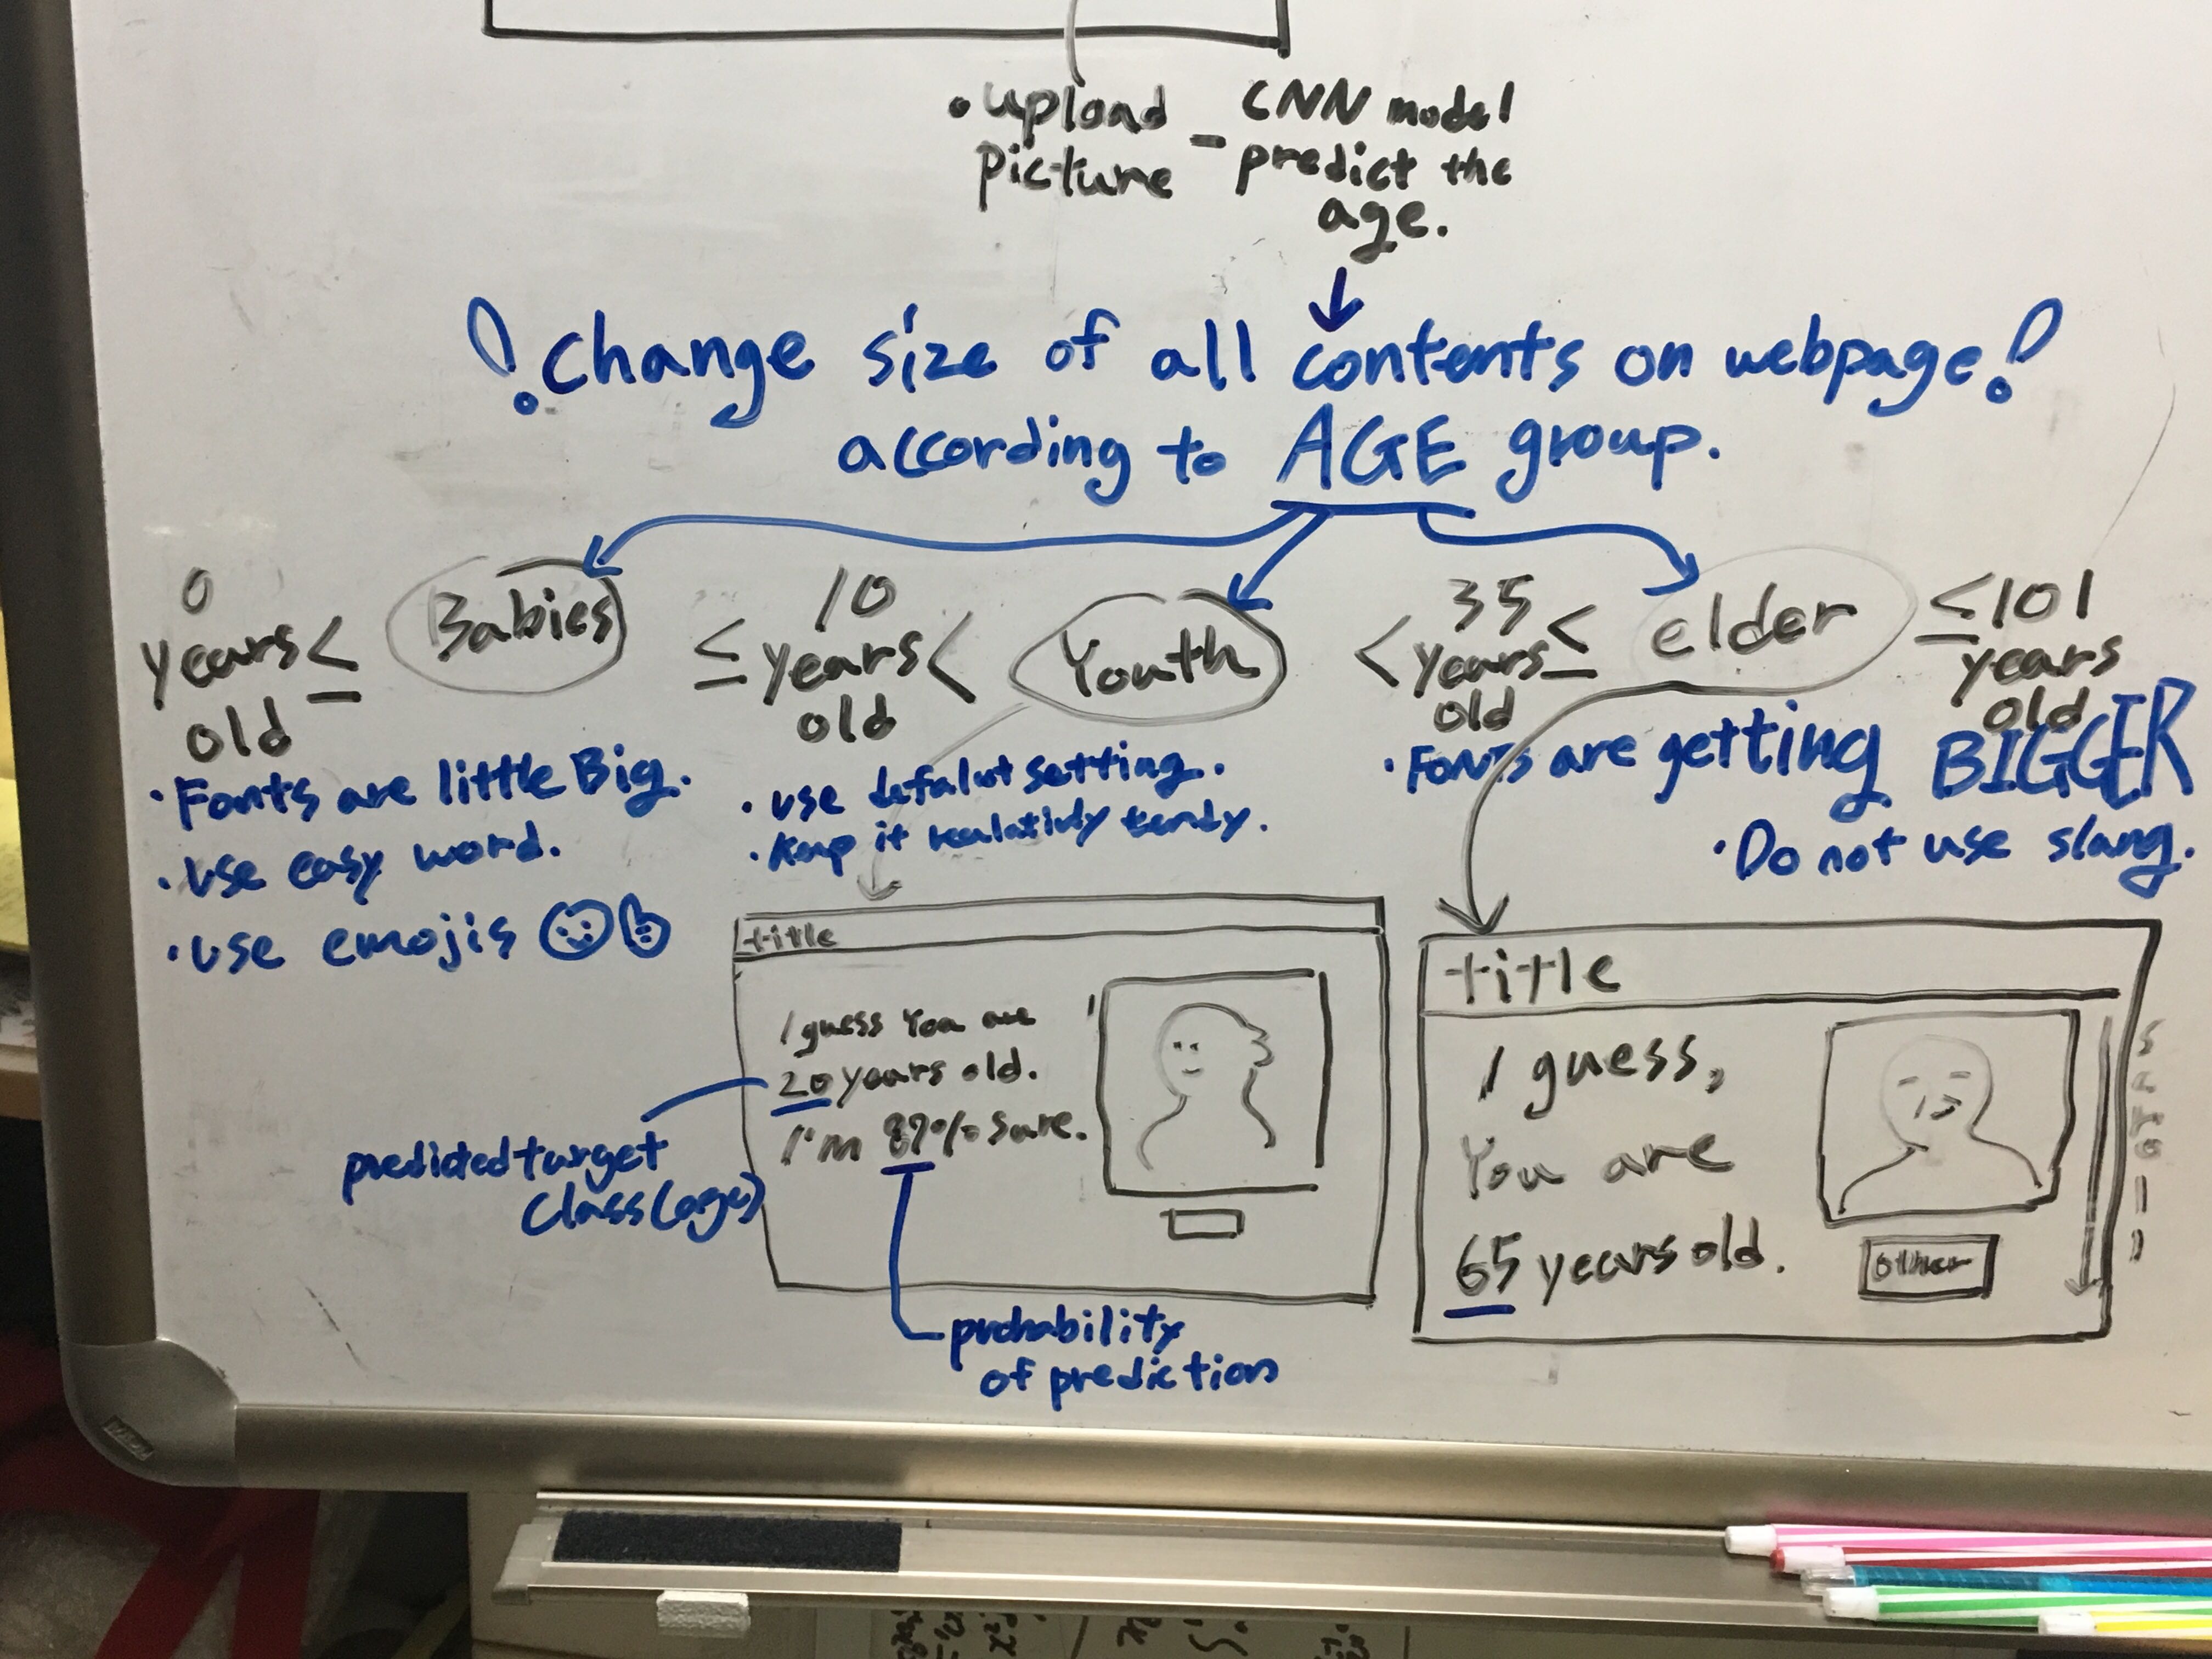 • upload
picture
- CNN model
predict the
age.
! change size of all contents on webpage !
according to AGE group.
0
years ≤
old
Babies
≤ 10
years <
old
Youth
< 35
years ≤
old
elder
≤ 101
years
old
• Fonts are little Big.
• use easy word.
• use emojis
• use defalut setting.
• keep it realativly
• Fonts are getting BIGGER
• Do not use slang.
title
I guess You are
20 years old.
I'm 87% sure.
predicted target
class(age)
probability
of prediction
title
I guess,
You are
65 years old.
other
scroll